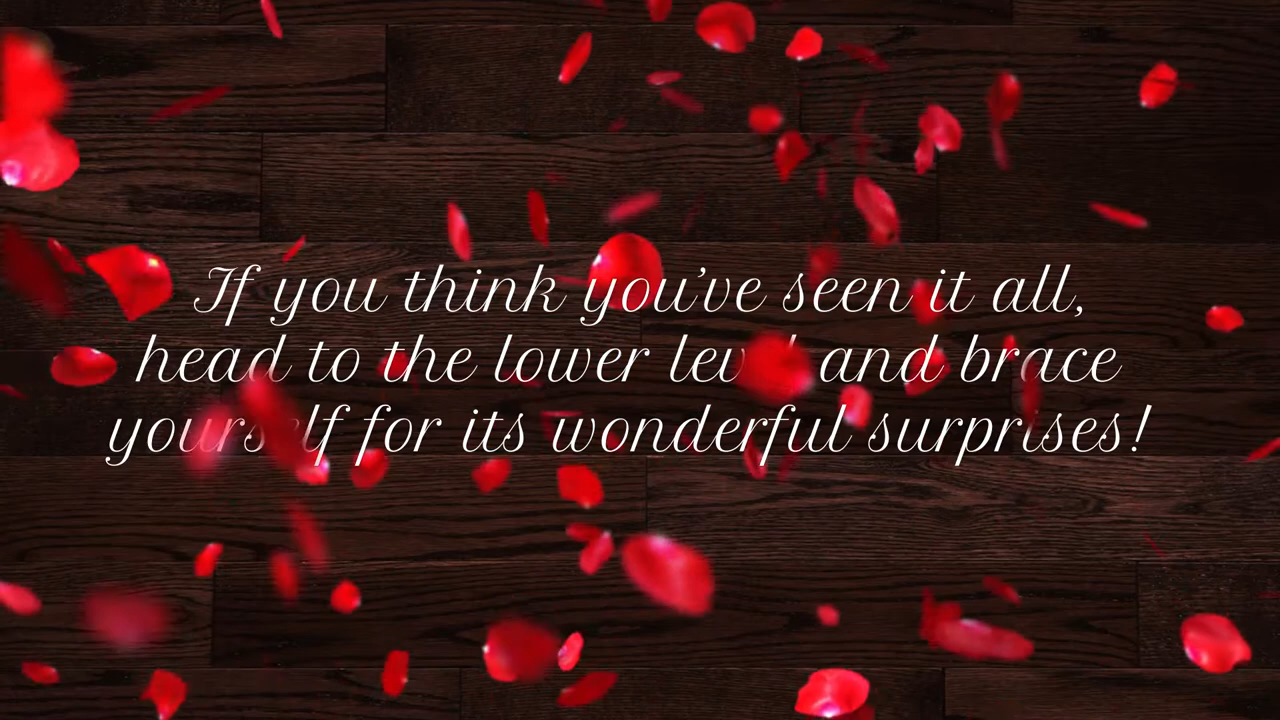 If you think you've seen it all,
head to the lower level and brace
yourself for its wonderful surprises!